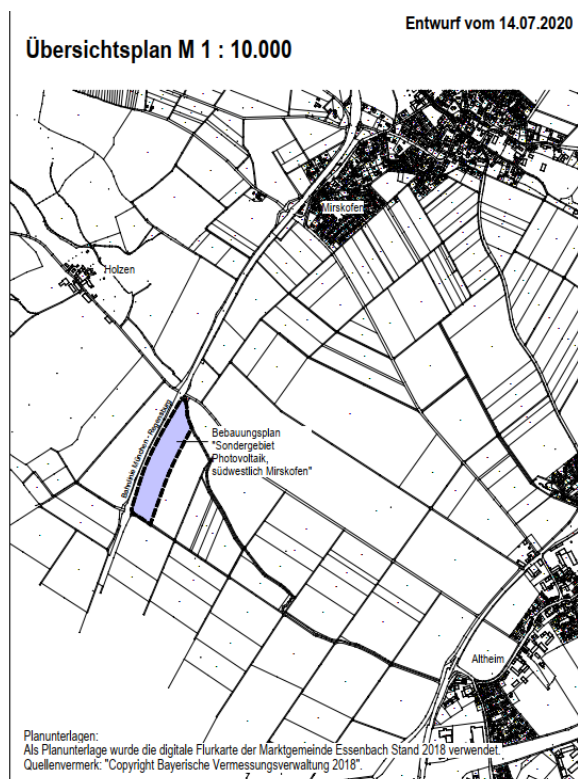 Entwurf vom 14.07.2020
Übersichtsplan M 1 : 10.000
Mirskofen
Holzen
Bahnlinie München - Regensburg
Bebauungsplan
"Sondergebiet
Photovoltaik,
südwestlich Mirskofen"
Altheim
Planunterlagen:
Als Planunterlage wurde die digitale Flurkarte der Marktgemeinde Essenbach Stand 2018 verwendet.
Quellenvermerk: "Copyright Bayerische Vermessungsverwaltung 2018".